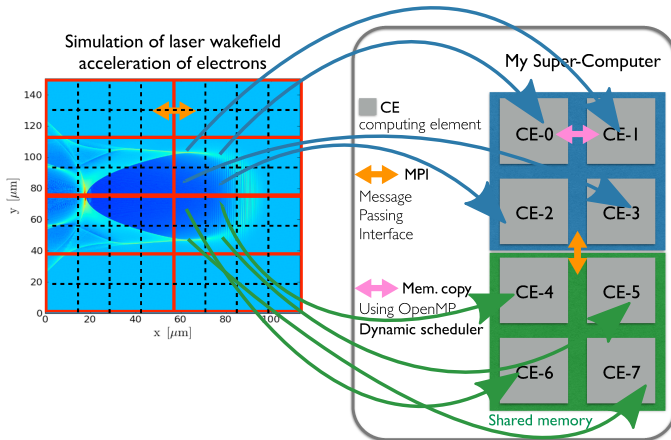 Simulation of laser wakefield
acceleration of electrons
My Super-Computer
140
120
100
80
60
40
20
0
y [μm]
0
20
40
60
80
100
x [μm]
CE
computing element
MPI
Message
Passing
Interface
Mem. copy
Using OpenMP
Dynamic scheduler
CE-0
CE-1
CE-2
CE-3
CE-4
CE-5
CE-6
CE-7
Shared memory